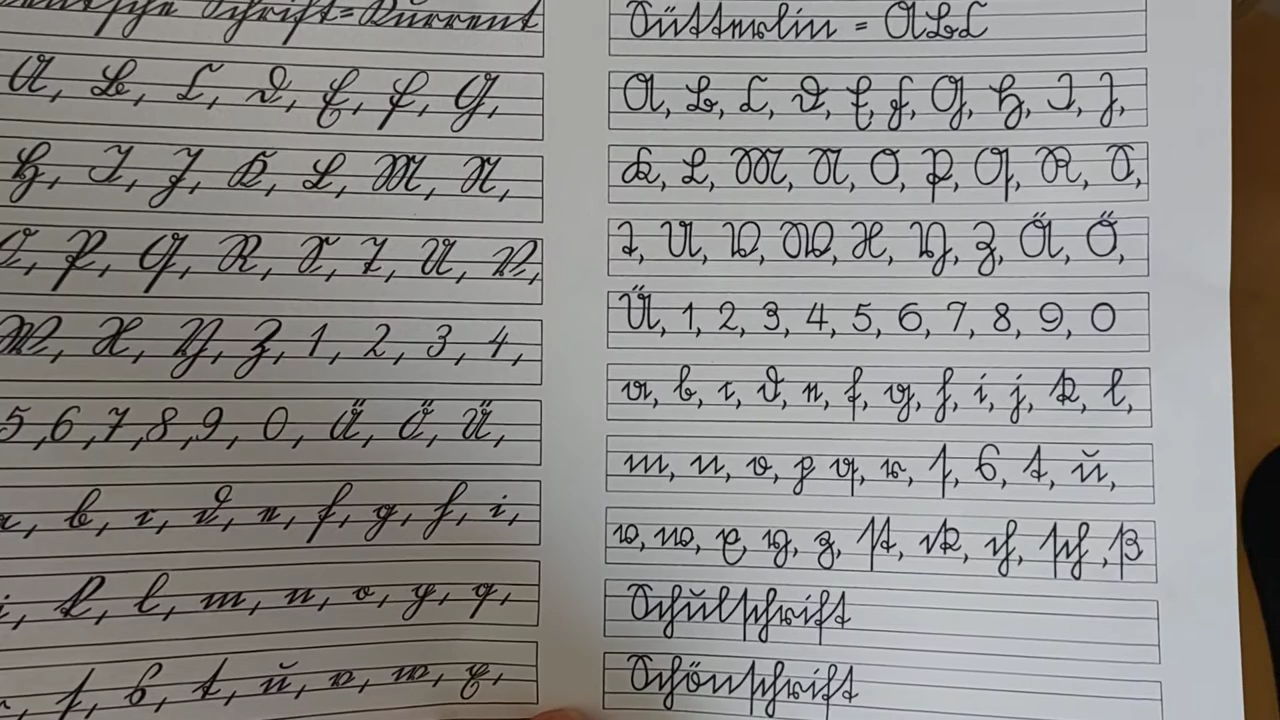 Deutsche Schrift=Kurrent
A, B, C, D, E, F, G,
H, I, J, K, L, M, N,
O, P, Q, R, S, T, U, V,
W, X, Y, Z, 1, 2, 3, 4,
5, 6, 7, 8, 9, 0, Ä, Ö, Ü,
a, b, c, d, e, f, g, h, i,
j, k, l, m, n, o, p, q,
r, ſ, s, t, u, v, w, x,
Sütterlin = ABC
A, B, C, D, E, F, G, H, I, J,
K, L, M, N, O, P, Q, R, S,
T, U, V, W, X, Y, Z, Ä, Ö,
Ü, 1, 2, 3, 4, 5, 6, 7, 8, 9, 0
a, b, c, d, e, f, g, h, i, j, k, l,
m, n, o, p q, r, ſ, s, t, u,
v, w, x, y, z, ſt, ck, ch, ſch, ß
Schulſchrift
Schönſchrift